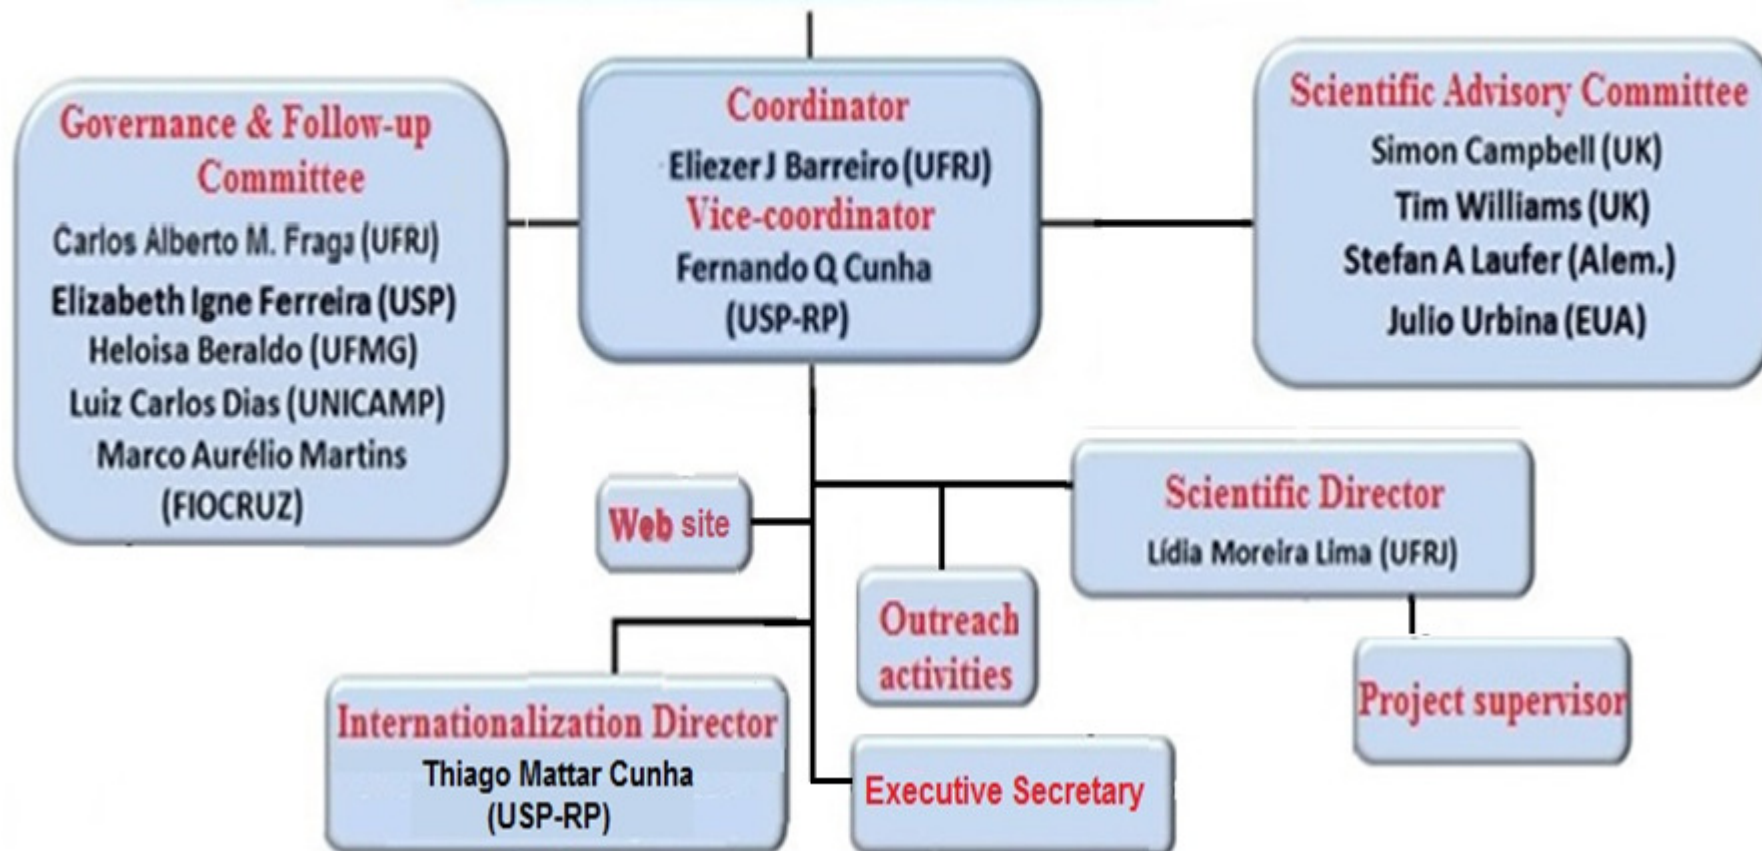 Governance & Follow-up
Committee
Carlos Alberto M. Fraga (UFRJ)
Elizabeth Igne Ferreira (USP)
Heloisa Beraldo (UFMG)
Luiz Carlos Dias (UNICAMP)
Marco Aurélio Martins
(FIOCRUZ)
Coordinator
Eliezer J Barreiro (UFRJ)
Vice-coordinator
Fernando Q Cunha
(USP-RP)
Scientific Advisory Committee
Simon Campbell (UK)
Tim Williams (UK)
Stefan A Laufer (Alem.)
Julio Urbina (EUA)
Web site
Scientific Director
Lídia Moreira Lima (UFRJ)
Outreach
activities
Project supervisor
Internationalization Director
Thiago Mattar Cunha
(USP-RP)
Executive Secretary